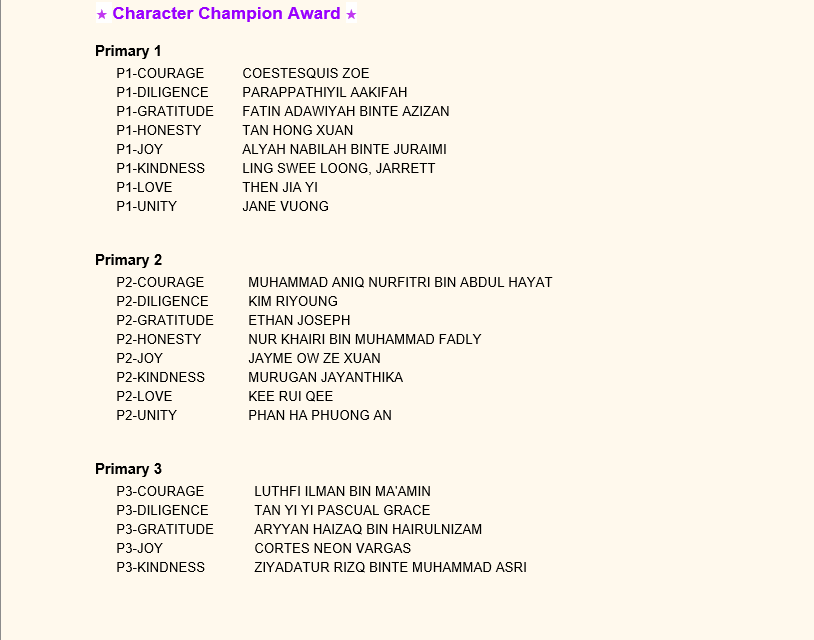 ★ Character Champion Award ★
Primary 1
P1-COURAGE COESTESQUIS ZOE
P1-DILIGENCE PARAPPATHIYIL AAKIFAH
P1-GRATITUDE FATIN ADAWIYAH BINTE AZIZAN
P1-HONESTY TAN HONG XUAN
P1-JOY ALYAH NABILAH BINTE JURAIMI
P1-KINDNESS LING SWEE LOONG, JARRETT
P1-LOVE THEN JIA YI
P1-UNITY JANE VUONG
Primary 2
P2-COURAGE MUHAMMAD ANIQ NURFITRI BIN ABDUL HAYAT
P2-DILIGENCE KIM RIYOUNG
P2-GRATITUDE ETHAN JOSEPH
P2-HONESTY NUR KHAIRI BIN MUHAMMAD FADLY
P2-JOY JAYME OW ZE XUAN
P2-KINDNESS MURUGAN JAYANTHIKA
P2-LOVE KEE RUI QEE
P2-UNITY PHAN HA PHUONG AN
Primary 3
P3-COURAGE LUTHFI ILMAN BIN MA'AMIN
P3-DILIGENCE TAN YI YI PASCUAL GRACE
P3-GRATITUDE ARYYAN HAIZAQ BIN HAIRULNIZAM
P3-JOY CORTES NEON VARGAS
P3-KINDNESS ZIYADATUR RIZQ BINTE MUHAMMAD ASRI